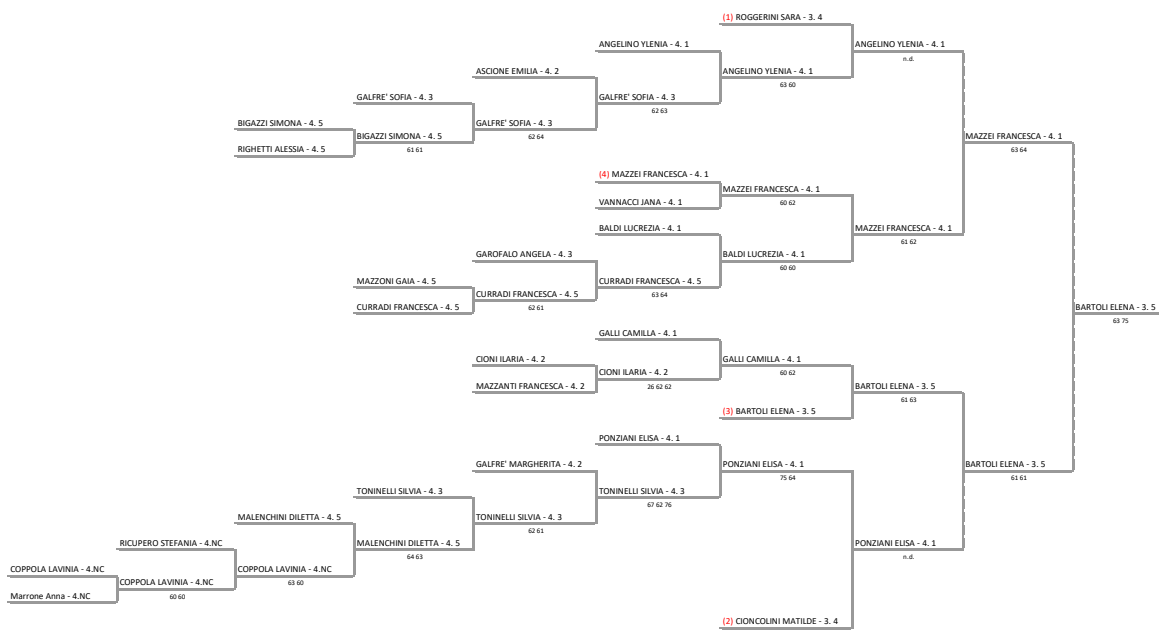 (1) ROGGERINI SARA - 3. 4
ANGELINO YLENIA - 4. 1
ANGELINO YLENIA - 4. 1
n.d.
ASCIONE EMILIA - 4. 2
ANGELINO YLENIA - 4. 1
63 60
GALFRE' SOFIA - 4. 3
GALFRE' SOFIA - 4. 3
62 63
BIGAZZI SIMONA - 4. 5
GALFRE' SOFIA - 4. 3
62 64
BIGAZZI SIMONA - 4. 5
61 61
MAZZEI FRANCESCA - 4. 1
63 64
RIGHETTI ALESSIA - 4. 5
(4) MAZZEI FRANCESCA - 4. 1
MAZZEI FRANCESCA - 4. 1
60 62
VANNACCI JANA - 4. 1
BALDI LUCREZIA - 4. 1
MAZZEI FRANCESCA - 4. 1
61 62
GAROFALO ANGELA - 4. 3
BALDI LUCREZIA - 4. 1
60 60
MAZZONI GAIA - 4. 5
CURRADI FRANCESCA - 4. 5
63 64
CURRADI FRANCESCA - 4. 5
62 61
CURRADI FRANCESCA - 4. 5
BARTOLI ELENA - 3. 5
63 75
GALLI CAMILLA - 4. 1
CIONI ILARIA - 4. 2
GALLI CAMILLA - 4. 1
60 62
CIONI ILARIA - 4. 2
26 62 62
MAZZANTI FRANCESCA - 4. 2
BARTOLI ELENA - 3. 5
61 63
(3) BARTOLI ELENA - 3. 5
PONZIANI ELISA - 4. 1
GALFRE' MARGHERITA - 4. 2
PONZIANI ELISA - 4. 1
75 64
BARTOLI ELENA - 3. 5
61 61
TONINELLI SILVIA - 4. 3
TONINELLI SILVIA - 4. 3
67 62 76
MALENCHINI DILETTA - 4. 5
TONINELLI SILVIA - 4. 3
62 61
RICUPERO STEFANIA - 4.NC
MALENCHINI DILETTA - 4. 5
64 63
PONZIANI ELISA - 4. 1
n.d.
COPPOLA LAVINIA - 4.NC
COPPOLA LAVINIA - 4.NC
63 60
COPPOLA LAVINIA - 4.NC
60 60
Marrone Anna - 4.NC
(2) CIONCOLINI MATILDE - 3. 4